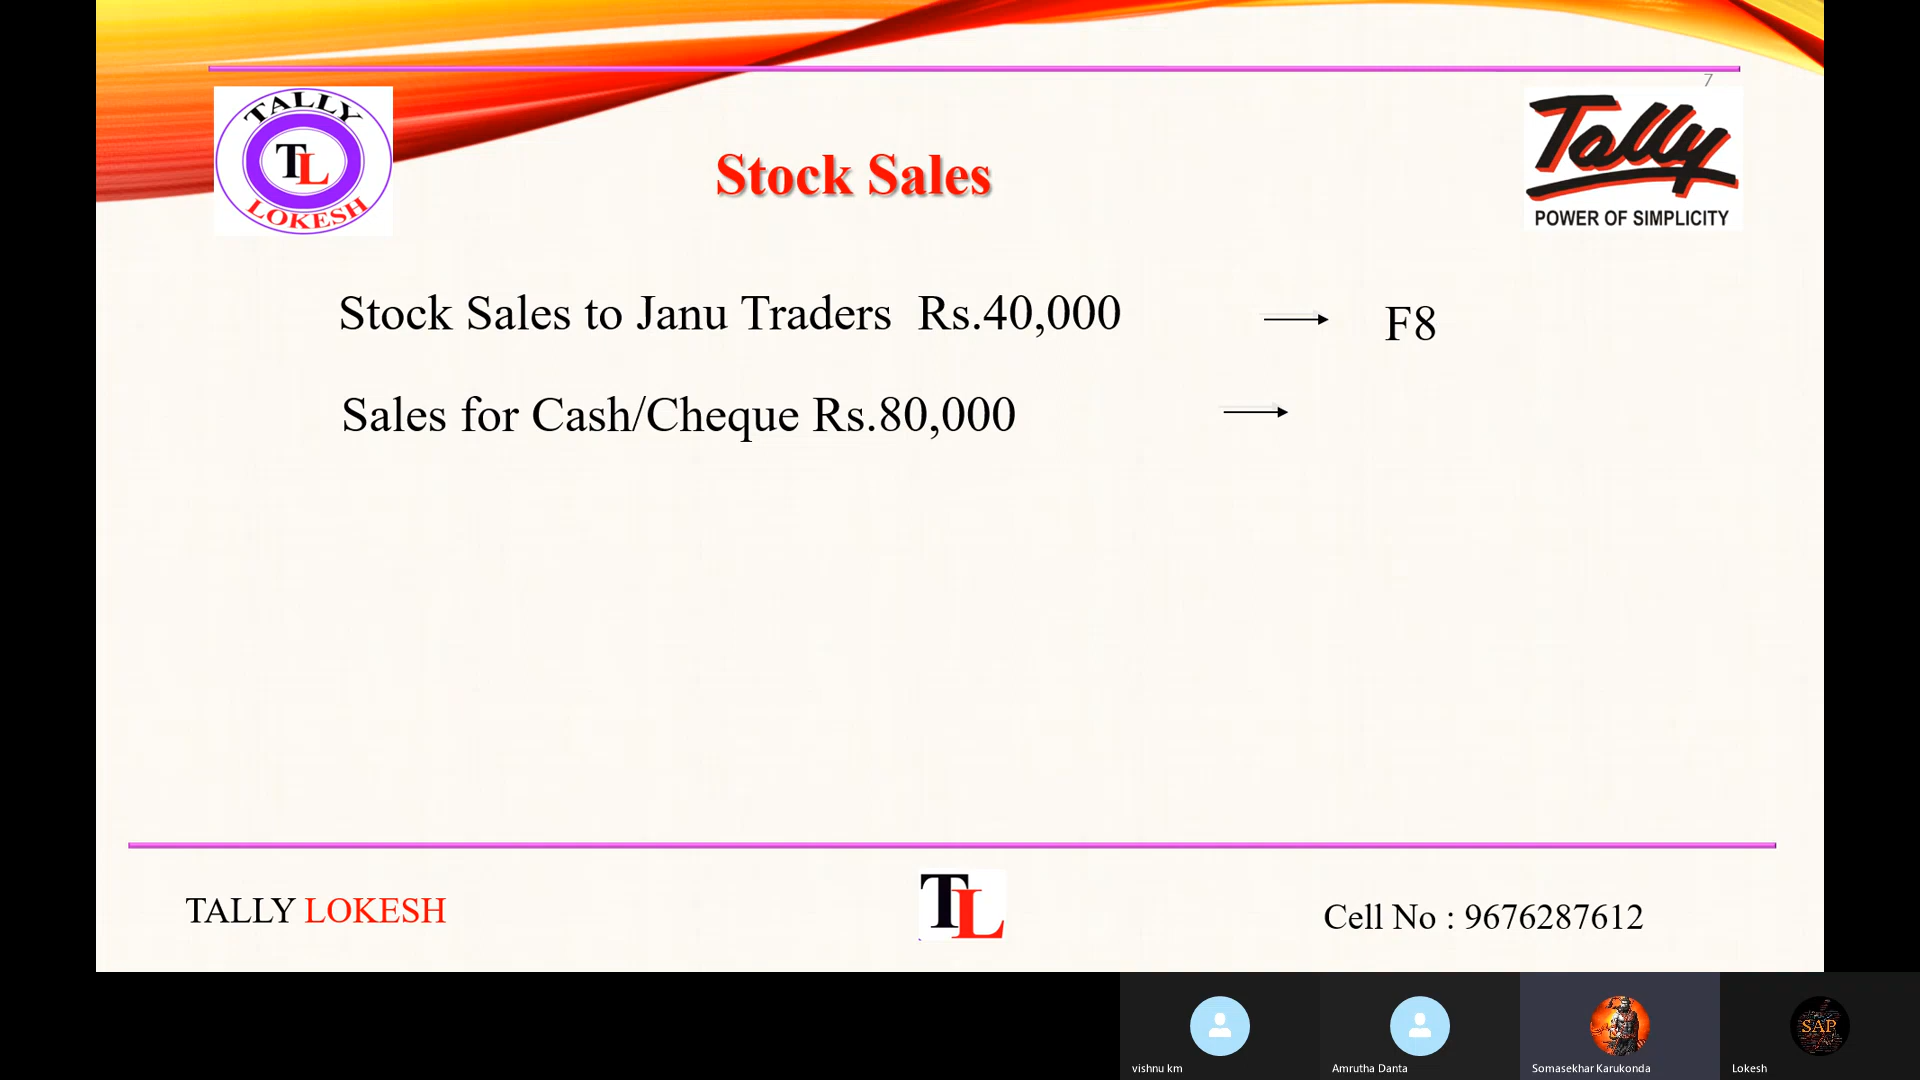 7
TALLY
TL
LOKESH
Stock Sales
Tally
POWER OF SIMPLICITY
Stock Sales to Janu Traders Rs.40,000
F8
Sales for Cash/Cheque Rs.80,000
TALLY LOKESH
TL
Cell No : 9676287612
SAP
vishnu km
Amrutha Danta
Somasekhar Karukonda
Lokesh